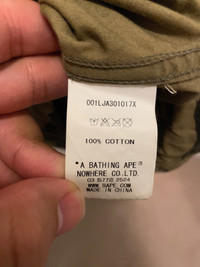 001LJA301017X
100% COTTON
"A BATHING APE®
NOWHERE CO.LTD.
03 (5772) 2524
WWW.BAPE.COM
MADE IN CHINA